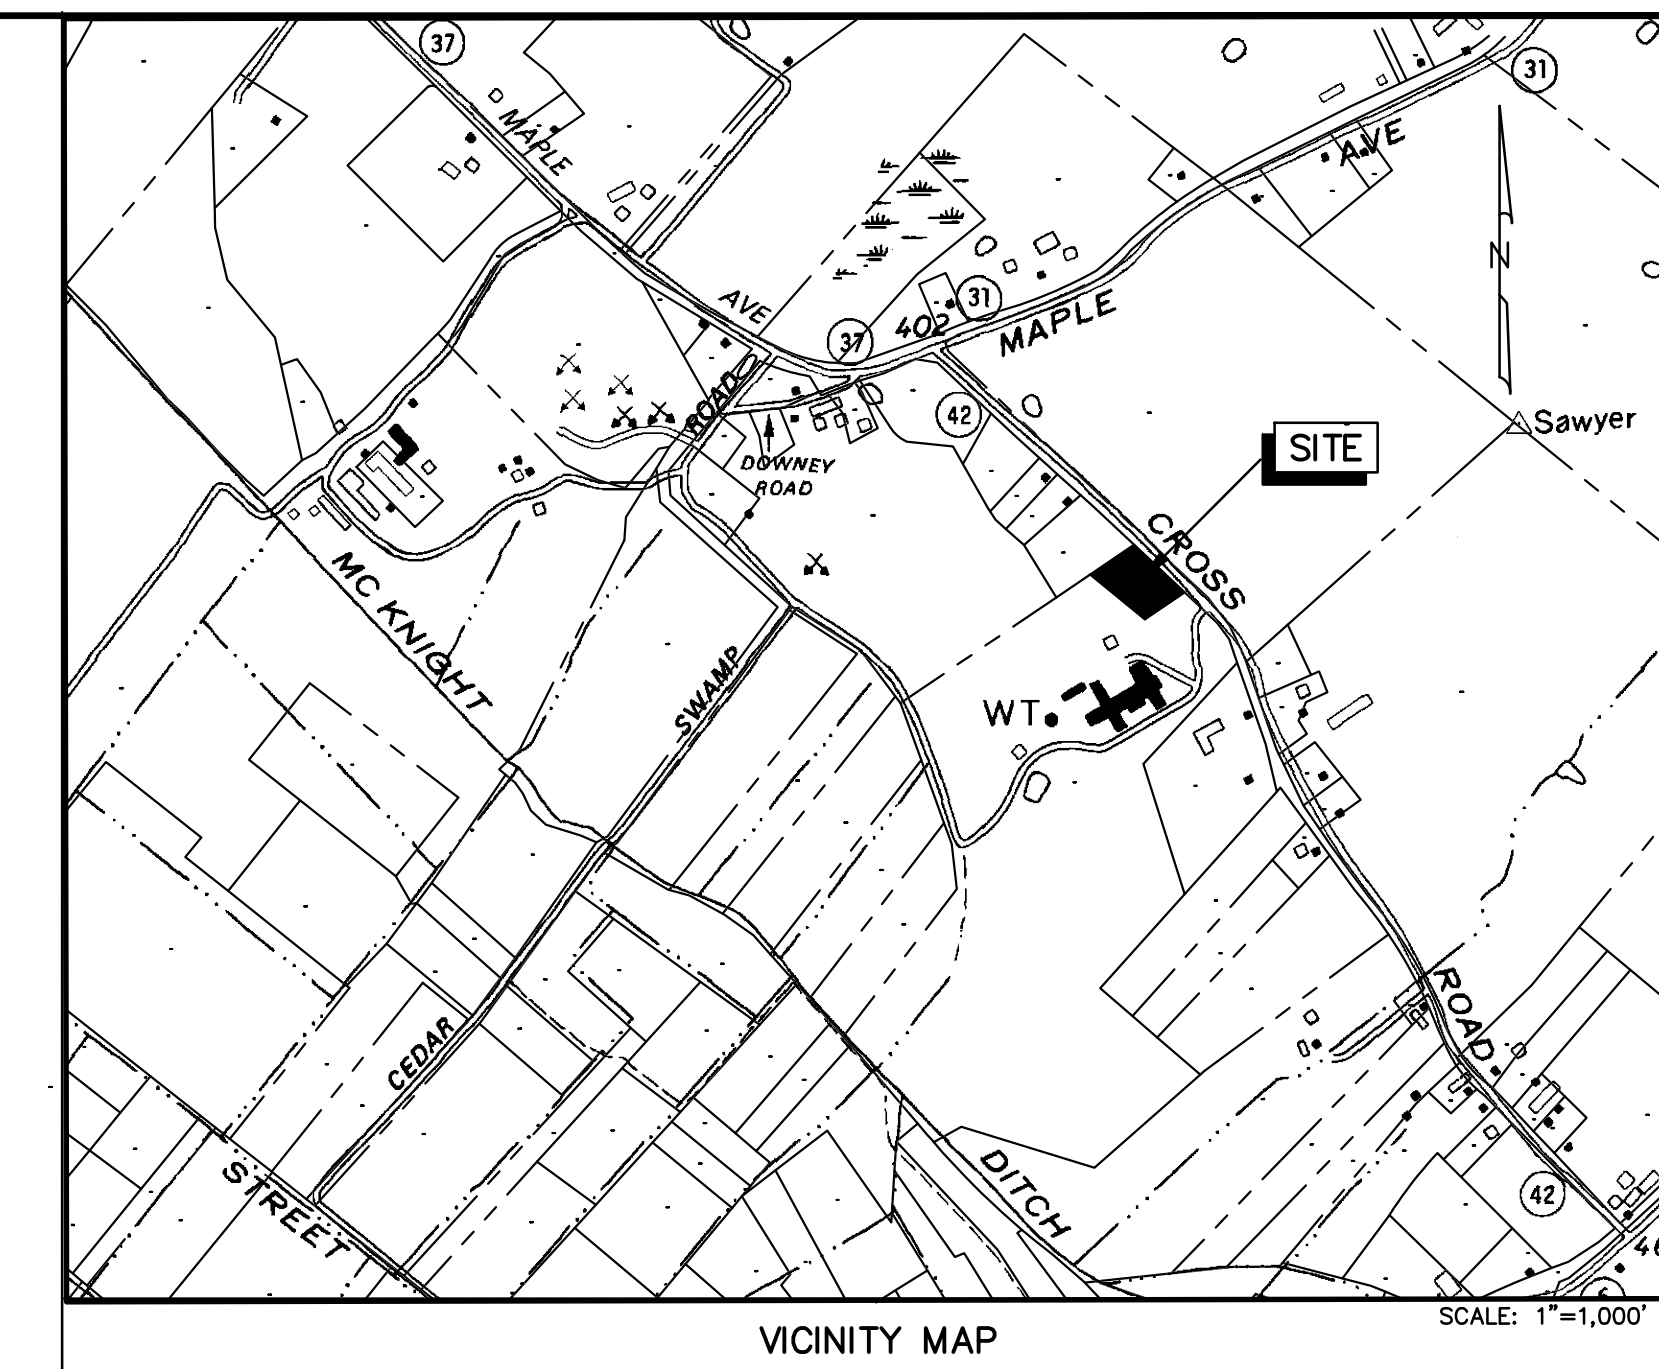 37
31
MAPLE
AVE
N
AVE
31
402
MAPLE
37
ROAD
42
Sawyer
SITE
DOWNEY
ROAD
CROSS
MC KNIGHT
SWAMP
WT.
ROAD
CEDAR
STREET
DITCH
42
46
SCALE: 1"=1,000'
VICINITY MAP